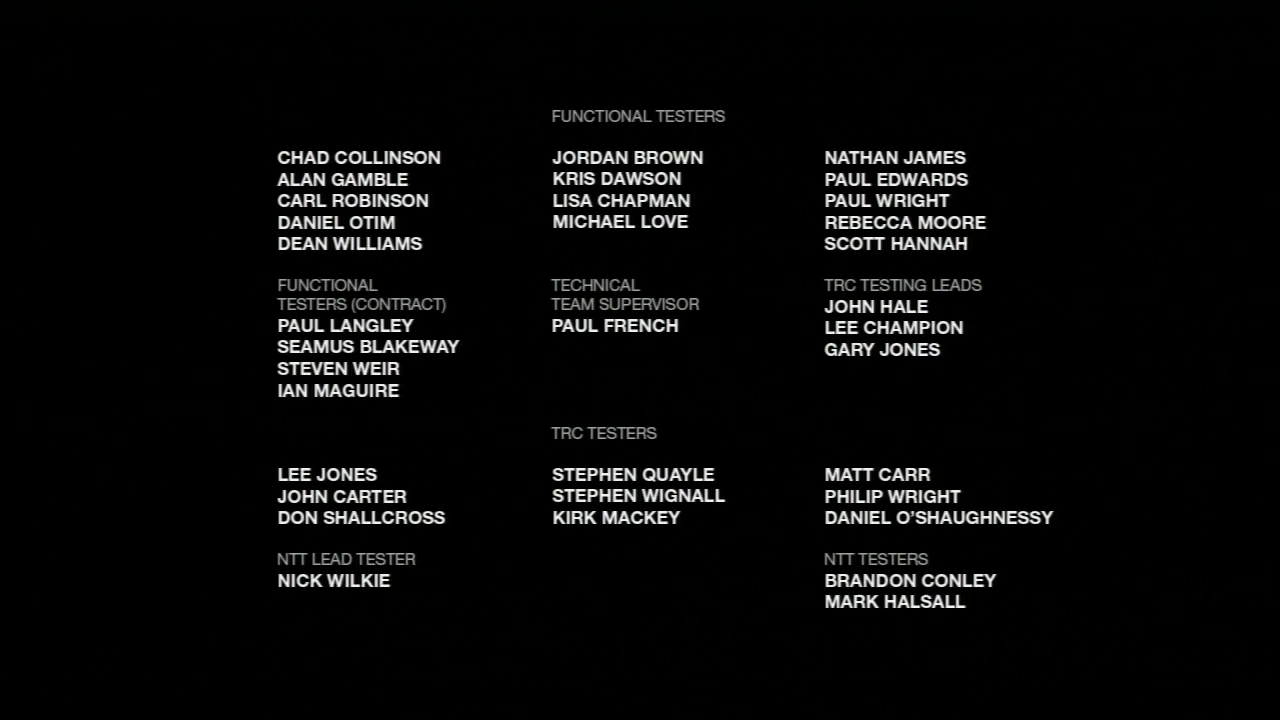 FUNCTIONAL TESTERS
CHAD COLLINSON
ALAN GAMBLE
CARL ROBINSON
DANIEL OTIM
DEAN WILLIAMS
JORDAN BROWN
KRIS DAWSON
LISA CHAPMAN
MICHAEL LOVE
NATHAN JAMES
PAUL EDWARDS
PAUL WRIGHT
REBECCA MOORE
SCOTT HANNAH
FUNCTIONAL
TESTERS (CONTRACT)
PAUL LANGLEY
SEAMUS BLAKEWAY
STEVEN WEIR
IAN MAGUIRE
TECHNICAL
TEAM SUPERVISOR
PAUL FRENCH
TRC TESTING LEADS
JOHN HALE
LEE CHAMPION
GARY JONES
TRC TESTERS
LEE JONES
JOHN CARTER
DON SHALLCROSS
STEPHEN QUAYLE
STEPHEN WIGNALL
KIRK MACKEY
MATT CARR
PHILIP WRIGHT
DANIEL O’SHAUGHNESSY
NTT LEAD TESTER
NICK WILKIE
NTT TESTERS
BRANDON CONLEY
MARK HALSALL